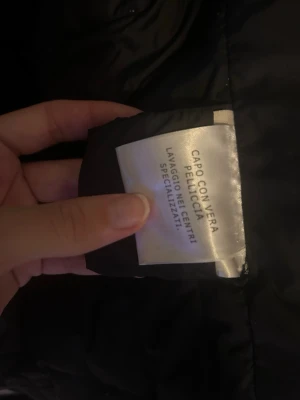 CAPO CON VERA
PELLICCIA
LAVAGGIO NEI CENTRI
SPECIALIZZATI.